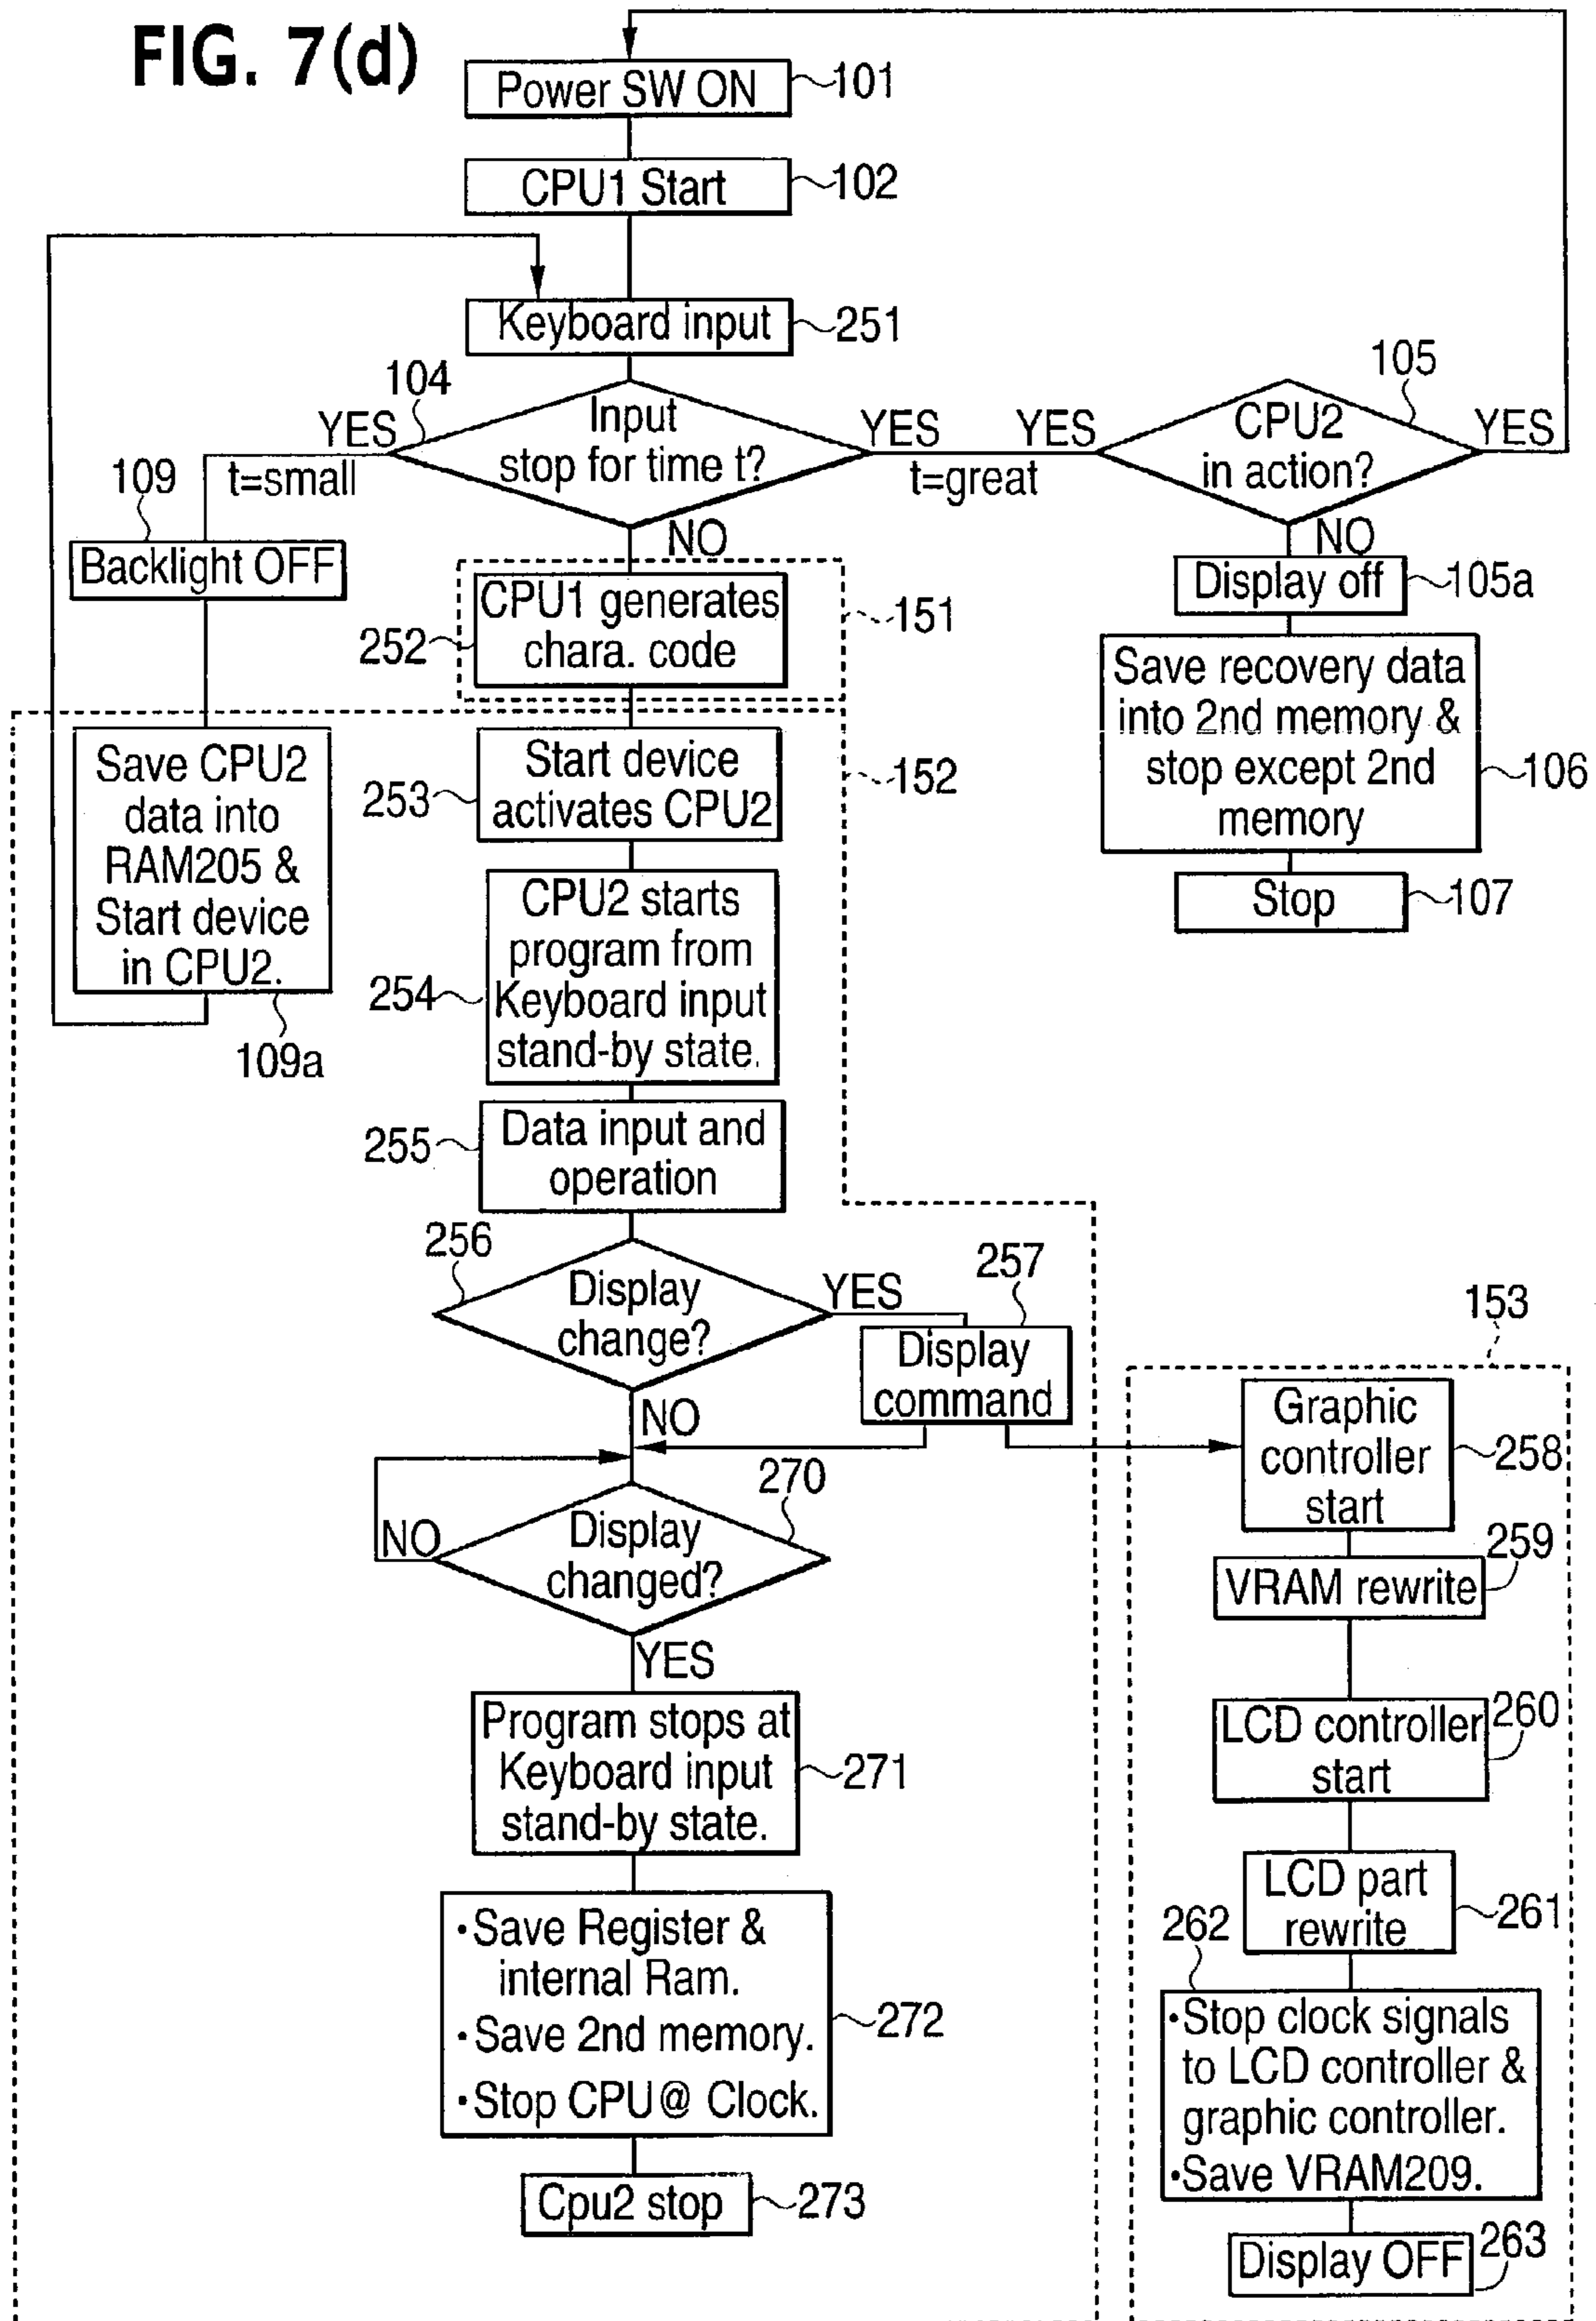 FIG. 7(d)
Power SW ON
101
CPU1 Start
102
Keyboard input
251
104
Input
stop for time t?
YES
t=small
YES
t=great
NO
105
YES
CPU2
in action?
YES
NO
109
Backlight OFF
Save CPU2
data into
RAM205 &
Start device
in CPU2.
109a
Display off
105a
Save recovery data
into 2nd memory &
stop except 2nd
memory
106
Stop
107
CPU1 generates
chara. code
252
151
Start device
activates CPU2
253
152
CPU2 starts
program from
Keyboard input
stand-by state.
254
Data input and
operation
255
256
Display
change?
YES
NO
257
Display
command
270
Display
changed?
NO
YES
Program stops at
Keyboard input
stand-by state.
271
·Save Register &
internal Ram.
·Save 2nd memory.
·Stop CPU@ Clock.
272
Cpu2 stop
273
153
Graphic
controller
start
258
VRAM rewrite
259
LCD controller
start
260
LCD part
rewrite
261
262
·Stop clock signals
to LCD controller &
graphic controller.
·Save VRAM209.
Display OFF
263